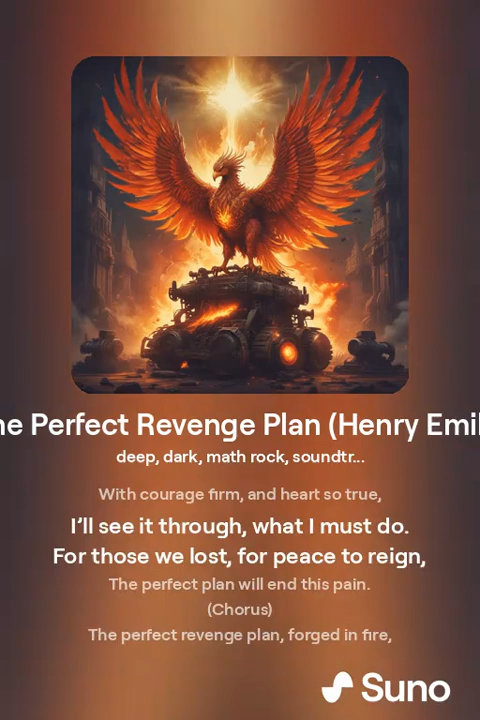 he Perfect Revenge Plan (Henry Emil
deep, dark, math rock, soundtr...
With courage firm, and heart so true,
I’ll see it through, what I must do.
For those we lost, for peace to reign,
The perfect plan will end this pain.
(Chorus)
The perfect revenge plan, forged in fire,
Suno